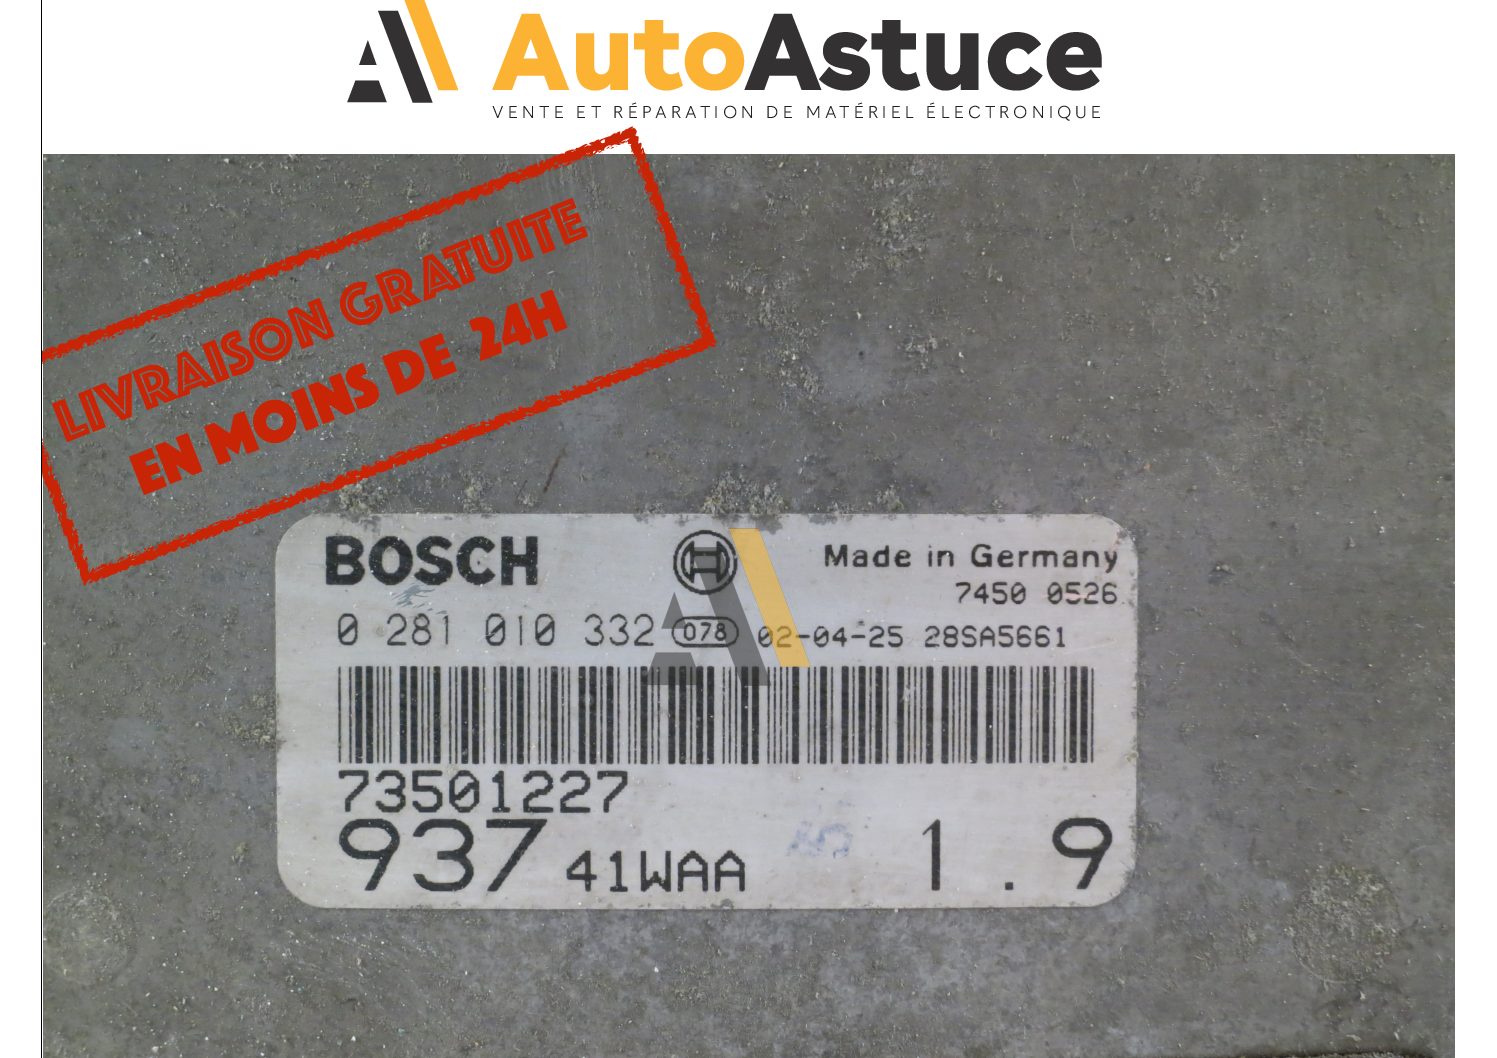 AutoAstuce
VENTE ET RÉPARATION DE MATÉRIEL ÉLECTRONIQUE
LIVRAISON GRATUITE
EN MOINS DE 24H
BOSCH
Made in Germany
7450 0526
0 281 010 332 078 02-04-25 28SA5661
73501227
937 41WAA 1.9